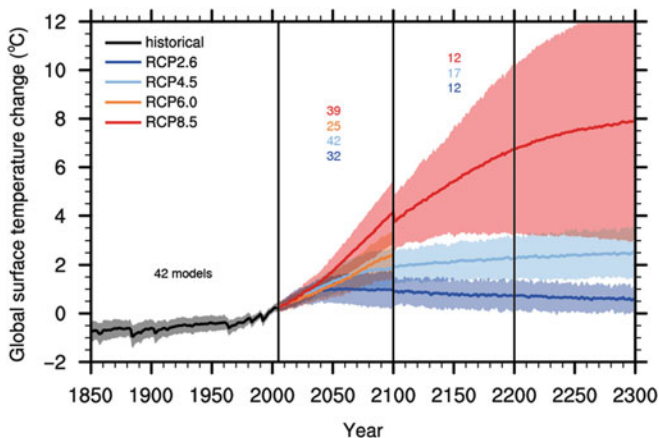 Global surface temperature change (°C)
12
10
8
6
4
2
0
−2
historical
RCP2.6
RCP4.5
RCP6.0
RCP8.5
39
25
42
32
12
17
12
42 models
1850 1900 1950 2000 2050 2100 2150 2200 2250 2300
Year